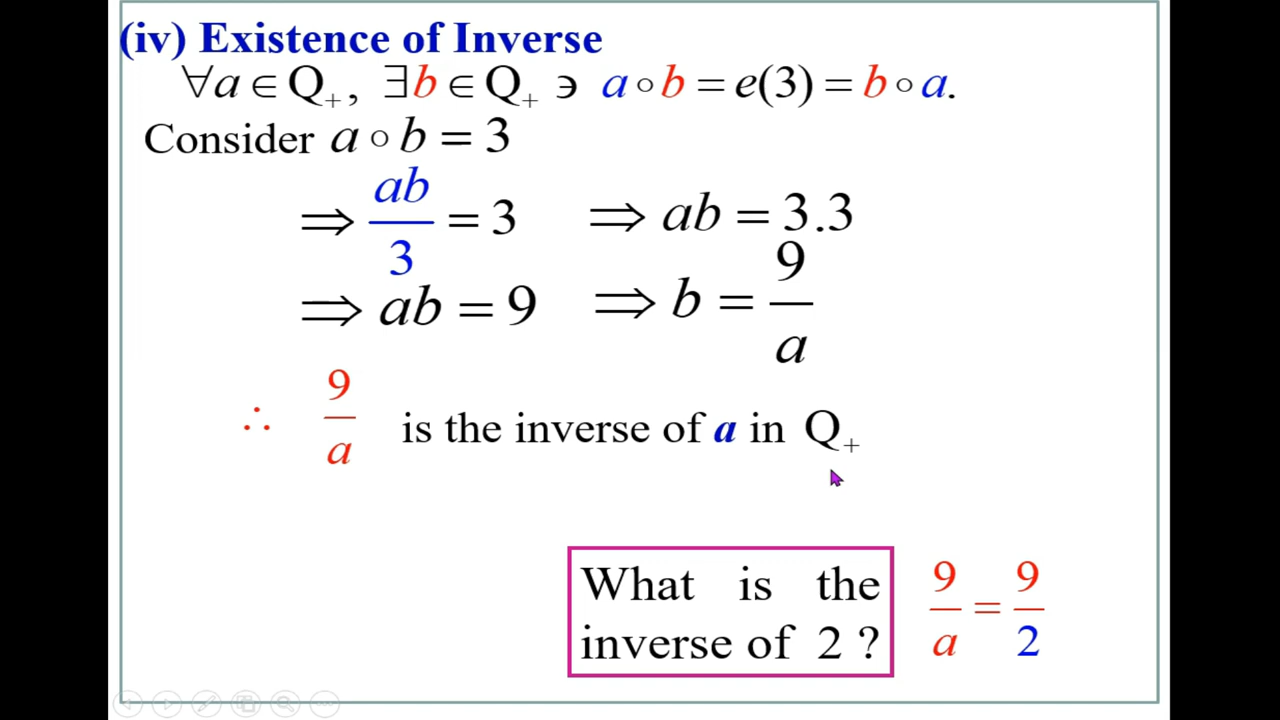 (iv) Existence of Inverse
∀a ∈ Q₊, ∃b ∈ Q₊ ∍ a ∘ b = e(3) = b ∘ a.
Consider a ∘ b = 3
⟹ ab/3 = 3 ⟹ ab = 3.3
⟹ ab = 9 ⟹ b = 9/a
∴ 9/a is the inverse of a in Q₊
What is the
inverse of 2 ?
9/a = 9/2